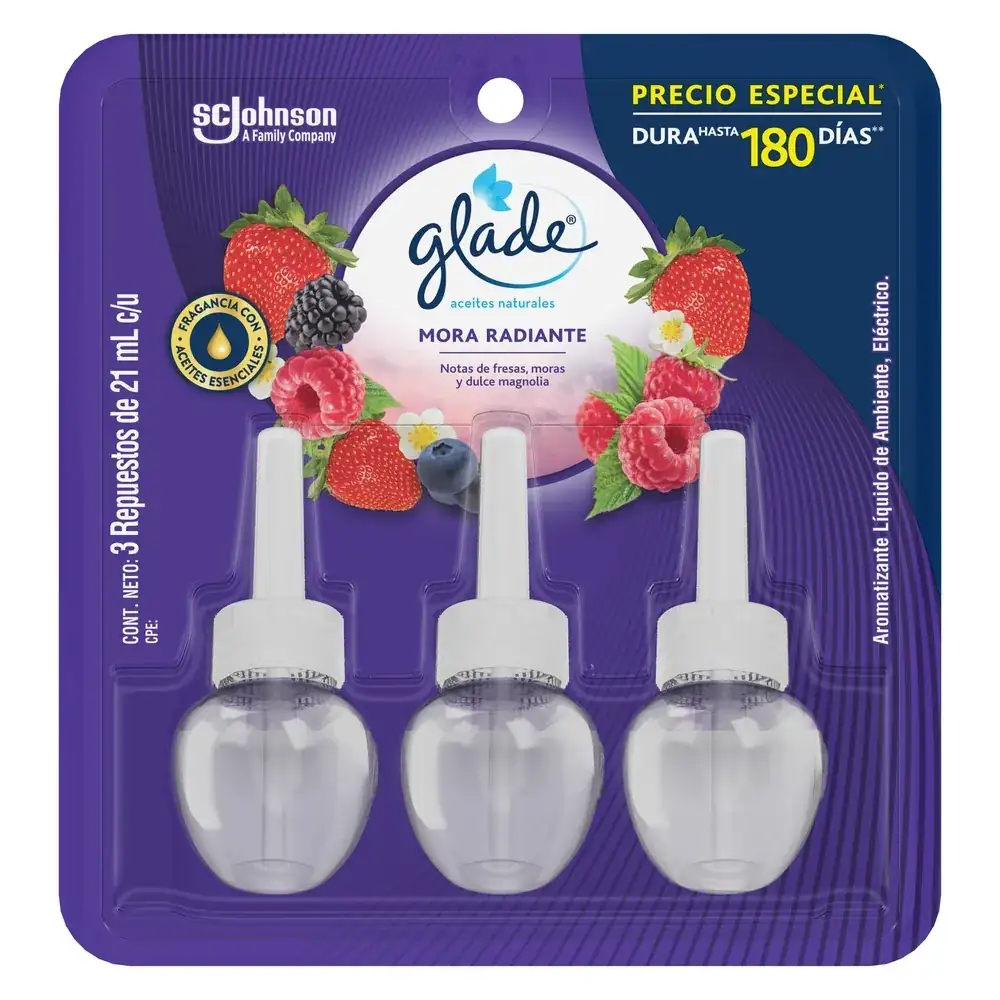 SC Johnson
A Family Company
PRECIO ESPECIAL*
DURA HASTA 180 DÍAS**
glade®
aceites naturales
MORA RADIANTE
Notas de fresas, moras
y dulce magnolia
FRAGANCIA CON
ACEITES ESENCIALES
CONT. NETO: 3 Repuestos de 21 mL c/u
CPE:
Aromatizante Líquido de Ambiente, Eléctrico.